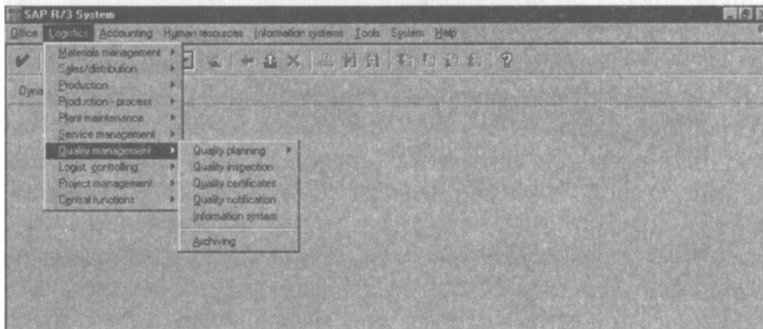 SAP R/3 System
Office Logistics Accounting Human resources Information systems Tools System Help
Materials management
Sales/distribution
Production
Production - process
Plant maintenance
Service management
Quality management
Logist. controlling
Project management
Central functions
Quality planning
Quality inspection
Quality certificates
Quality notification
Information system
Archiving